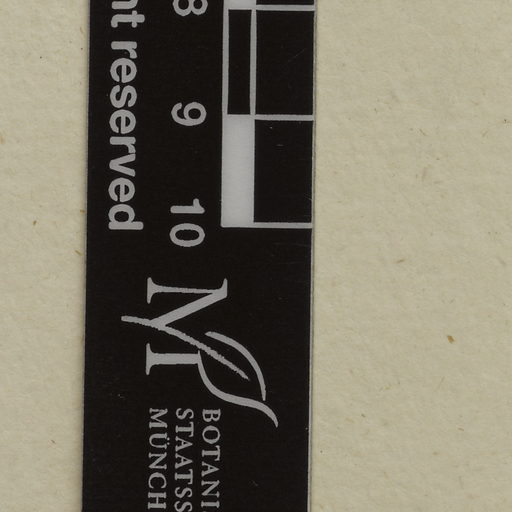 8 9 10
nt reserved
M
BOTANI
STAATSS
MÜNCH